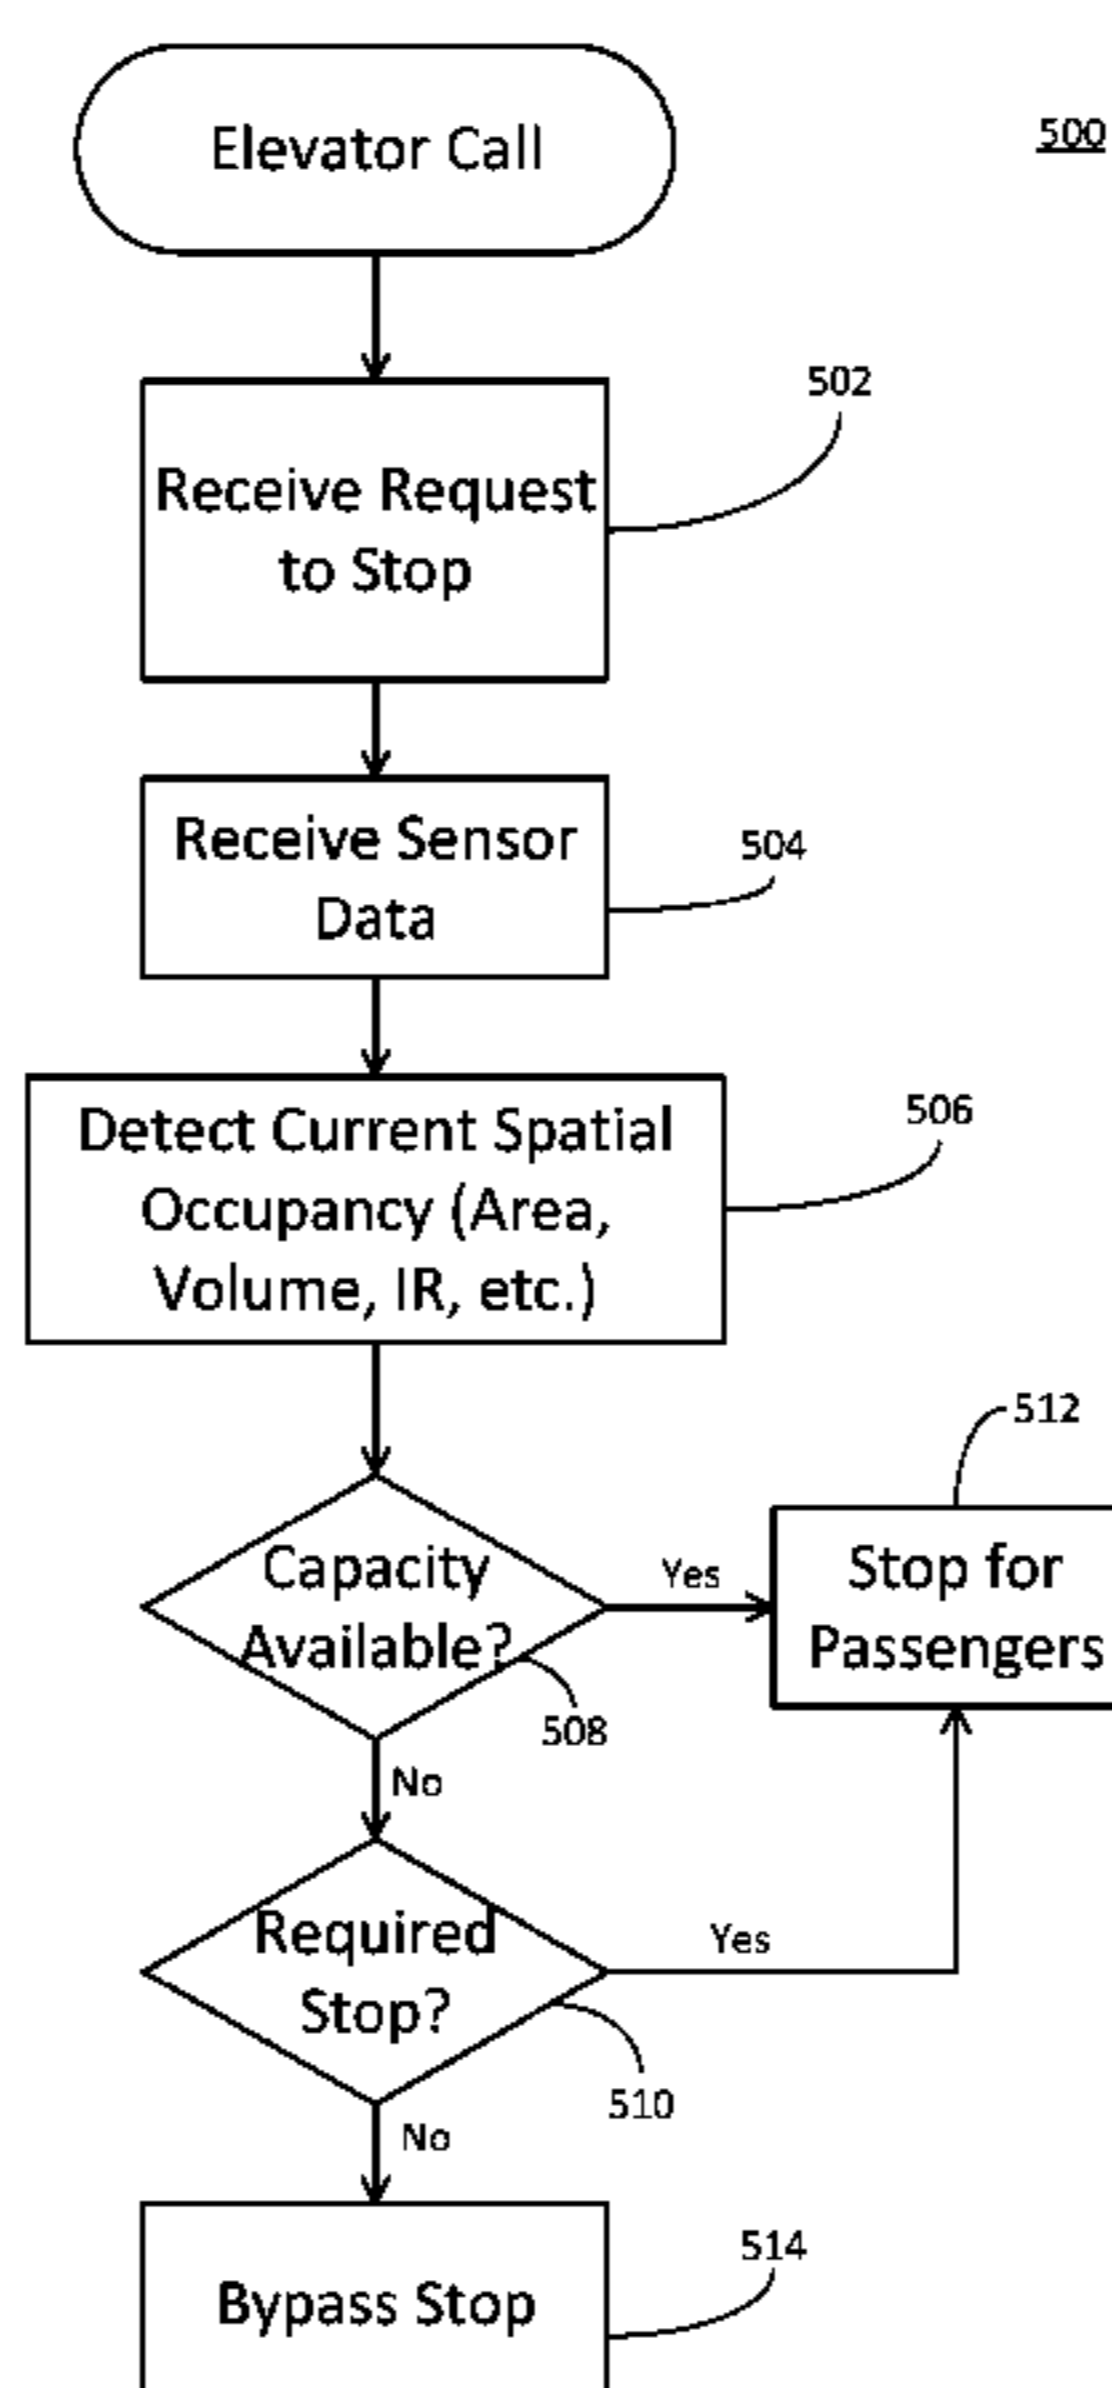 Elevator Call
500
502
Receive Request
to Stop
504
Receive Sensor
Data
506
Detect Current Spatial
Occupancy (Area,
Volume, IR, etc.)
512
Capacity
Available?
Yes
Stop for
Passengers
508
No
Required
Stop?
Yes
510
No
514
Bypass Stop